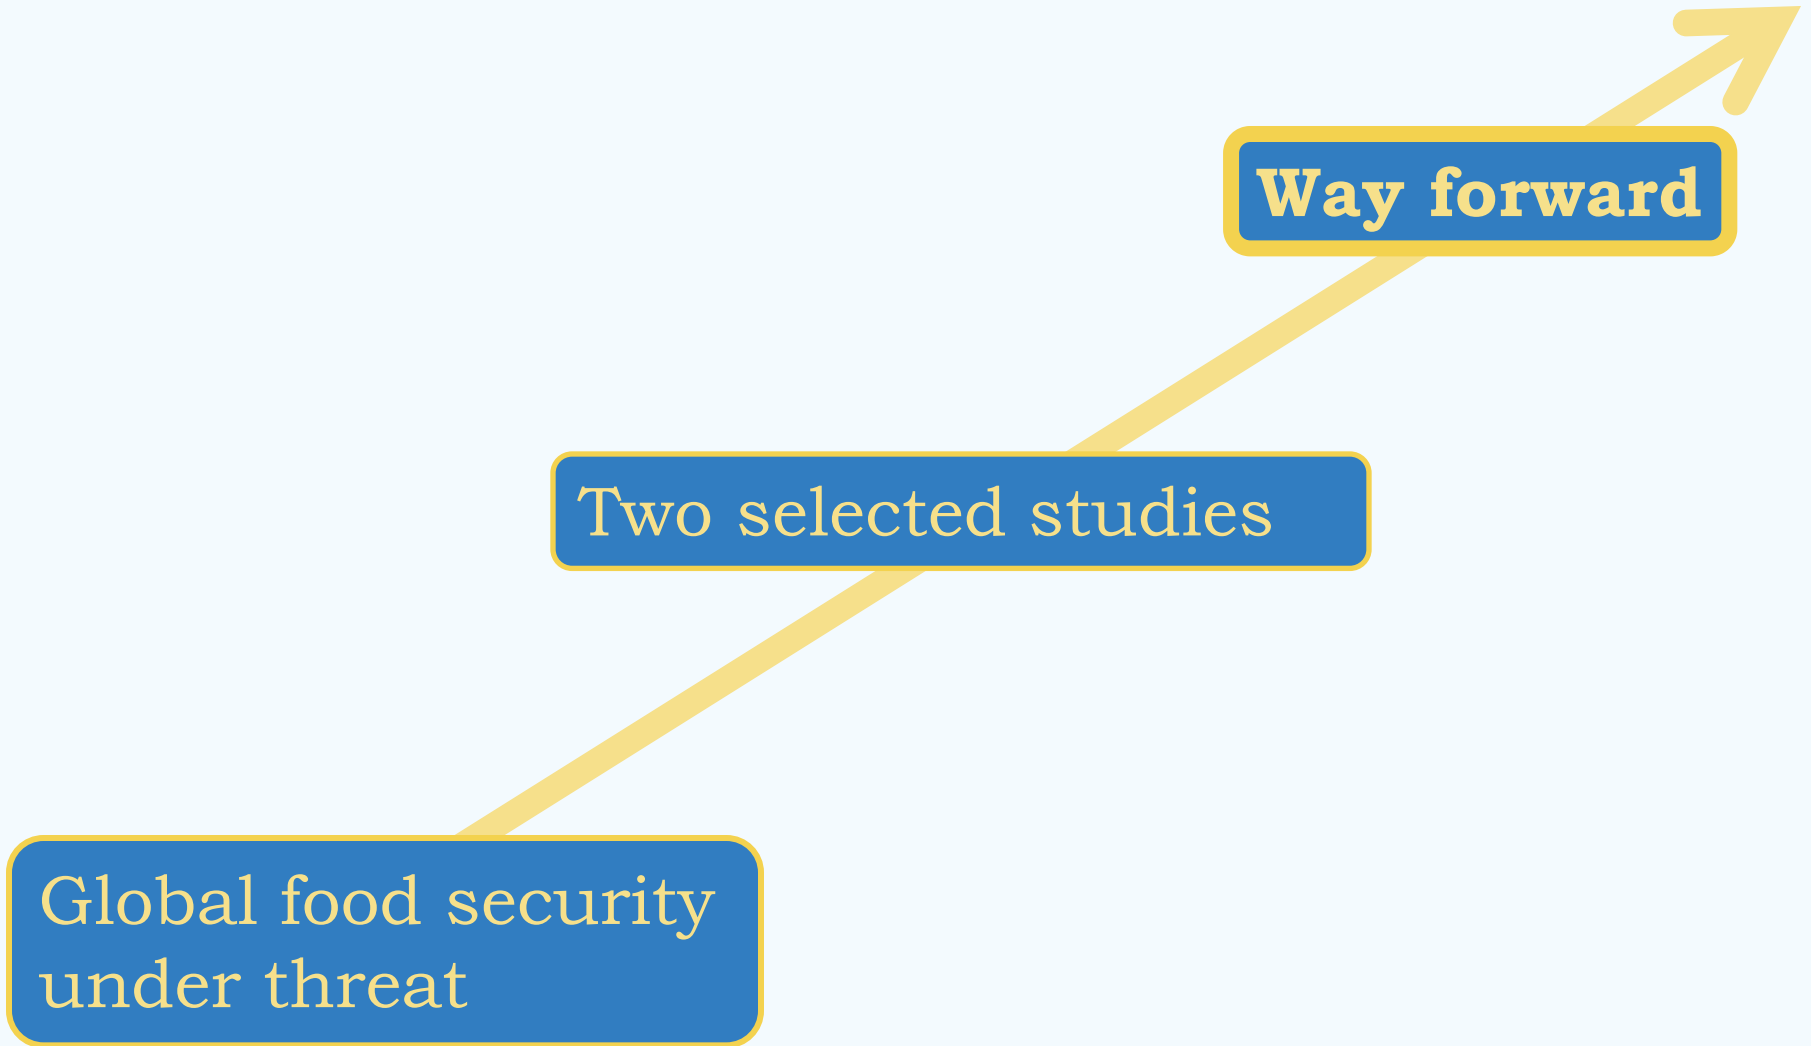 Way forward
Two selected studies
Global food security
under threat